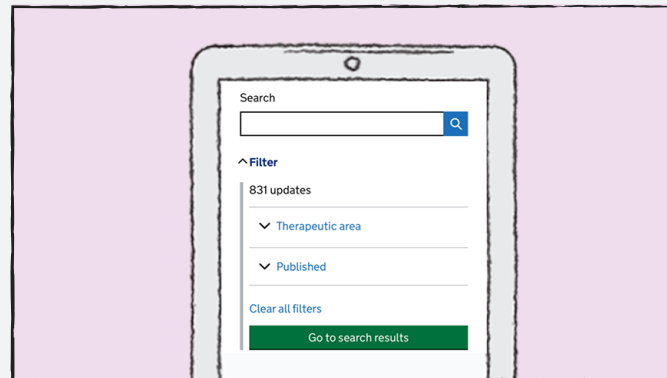 Search
Filter
831 updates
Therapeutic area
Published
Clear all filters
Go to search results